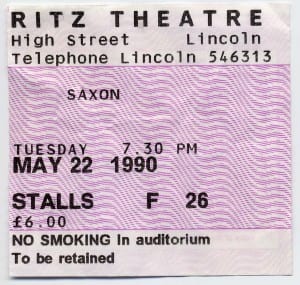 RITZ THEATRE
High Street Lincoln
Telephone Lincoln 546313
SAXON
TUESDAY 7.30 PM
MAY 22 1990
STALLS F 26
£6.00
NO SMOKING In auditorium
To be retained